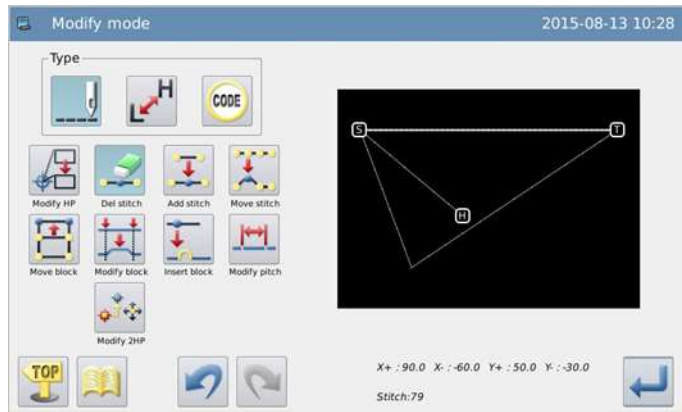 Modify mode 2015-08-13 10:28
Type
L H CODE
Modify HP Del stitch Add stitch Move stitch
Move block Modify block Insert block Modify pitch
Modify 2HP
S T
H
TOP
X+ : 90.0 X- : -60.0 Y+ : 50.0 Y- : -30.0
Stitch:79